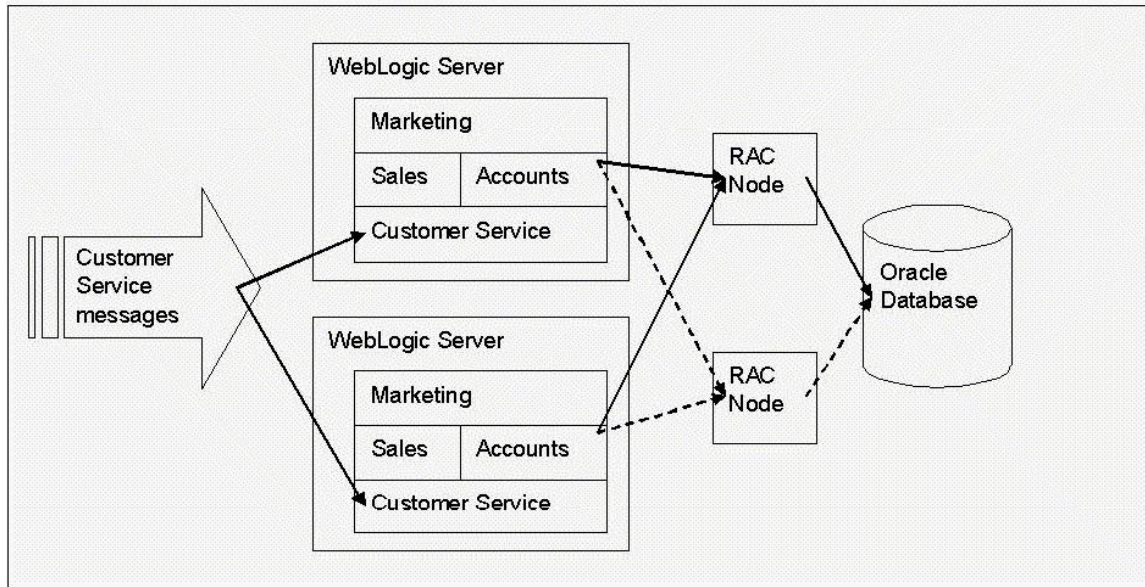 Customer
Service
messages
WebLogic Server
Marketing
Sales
Accounts
Customer Service
WebLogic Server
Marketing
Sales
Accounts
Customer Service
RAC
Node
RAC
Node
Oracle
Database